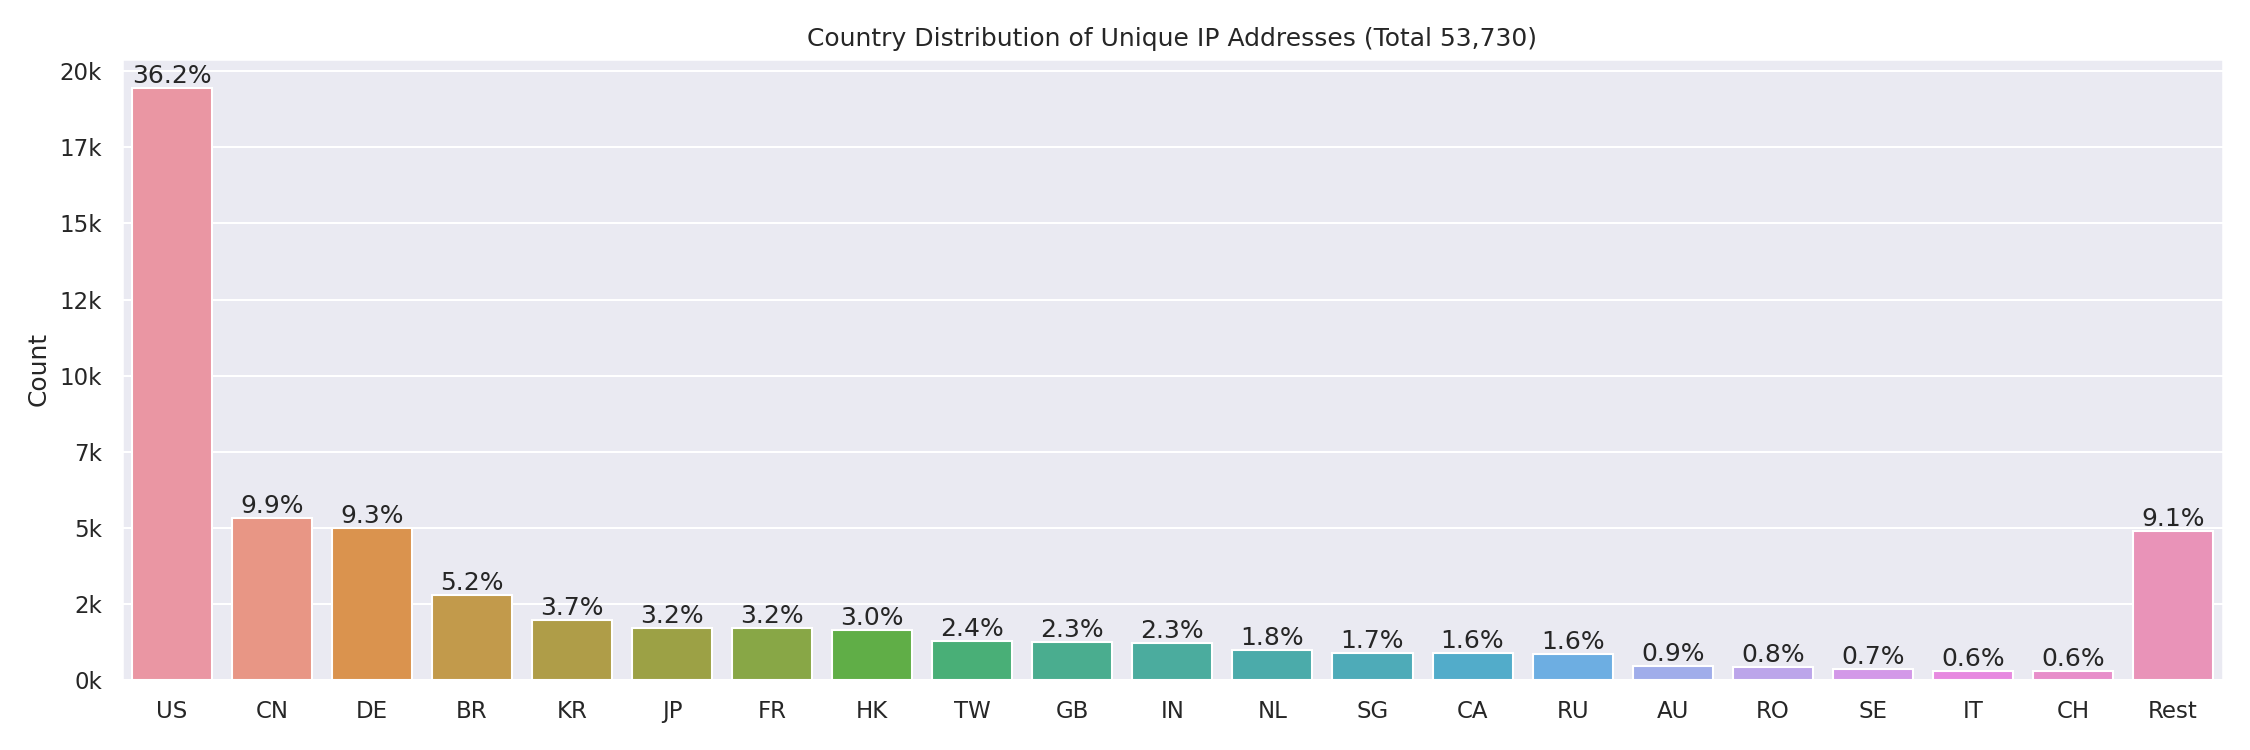 Country Distribution of Unique IP Addresses (Total 53,730)
Count
20k
17k
15k
12k
10k
7k
5k
2k
0k
36.2%
9.9%
9.3%
5.2%
3.7%
3.2%
3.2%
3.0%
2.4%
2.3%
2.3%
1.8%
1.7%
1.6%
1.6%
0.9%
0.8%
0.7%
0.6%
0.6%
9.1%
US CN DE BR KR JP FR HK TW GB IN NL SG CA RU AU RO SE IT CH Rest